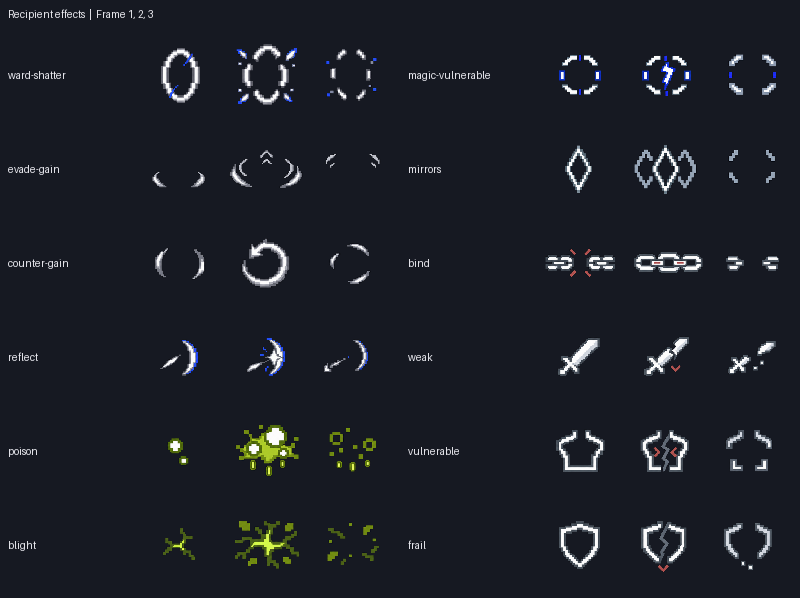 Recipient effects | Frame 1, 2, 3
ward-shatter
magic-vulnerable
evade-gain
mirrors
counter-gain
bind
reflect
weak
poison
vulnerable
blight
frail